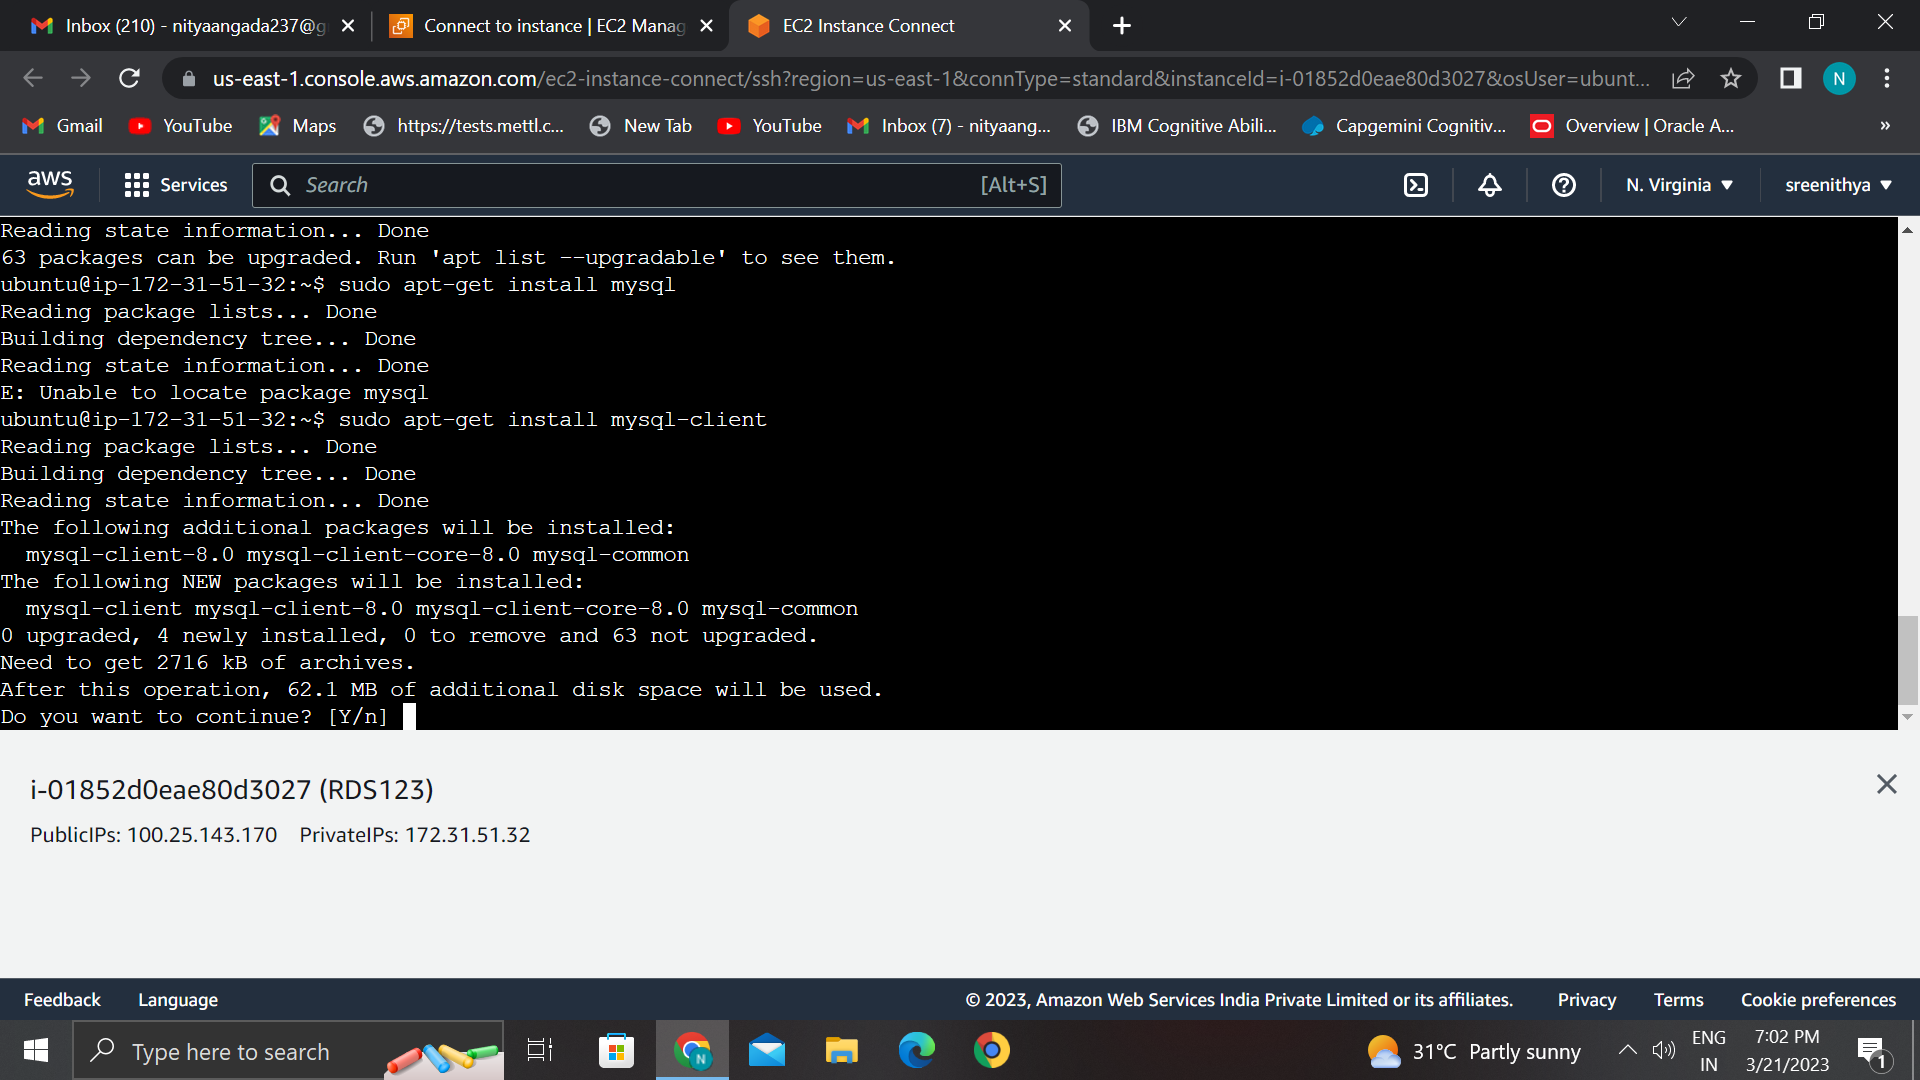 Inbox (210) - nityaangada237@g
Connect to instance | EC2 Manag
EC2 Instance Connect
us-east-1.console.aws.amazon.com/ec2-instance-connect/ssh?region=us-east-1&connType=standard&instanceId=i-01852d0eae80d3027&osUser=ubunt...
N
Gmail
YouTube
Maps
https://tests.mettl.c...
New Tab
YouTube
Inbox (7) - nityaang...
IBM Cognitive Abili...
Capgemini Cognitiv...
Overview | Oracle A...
»
aws
Services
Search
[Alt+S]
N. Virginia
sreenithya
Reading state information... Done
63 packages can be upgraded. Run 'apt list --upgradable' to see them.
ubuntu@ip-172-31-51-32:~$ sudo apt-get install mysql
Reading package lists... Done
Building dependency tree... Done
Reading state information... Done
E: Unable to locate package mysql
ubuntu@ip-172-31-51-32:~$ sudo apt-get install mysql-client
Reading package lists... Done
Building dependency tree... Done
Reading state information... Done
The following additional packages will be installed:
mysql-client-8.0 mysql-client-core-8.0 mysql-common
The following NEW packages will be installed:
mysql-client mysql-client-8.0 mysql-client-core-8.0 mysql-common
0 upgraded, 4 newly installed, 0 to remove and 63 not upgraded.
Need to get 2716 kB of archives.
After this operation, 62.1 MB of additional disk space will be used.
Do you want to continue? [Y/n]
i-01852d0eae80d3027 (RDS123)
PublicIPs: 100.25.143.170 PrivateIPs: 172.31.51.32
Feedback
Language
© 2023, Amazon Web Services India Private Limited or its affiliates.
Privacy
Terms
Cookie preferences
Type here to search
N
31°C Partly sunny
ENG
IN
7:02 PM
3/21/2023
1